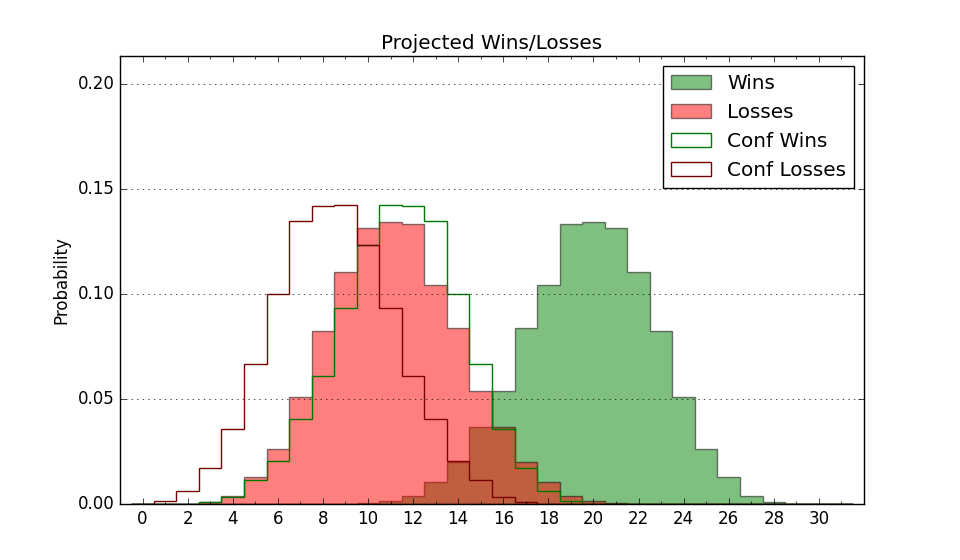 Projected Wins/Losses
Wins
Losses
Conf Wins
Conf Losses
Probability
0.20
0.15
0.10
0.05
0.00
0 2 4 6 8 10 12 14 16 18 20 22 24 26 28 30